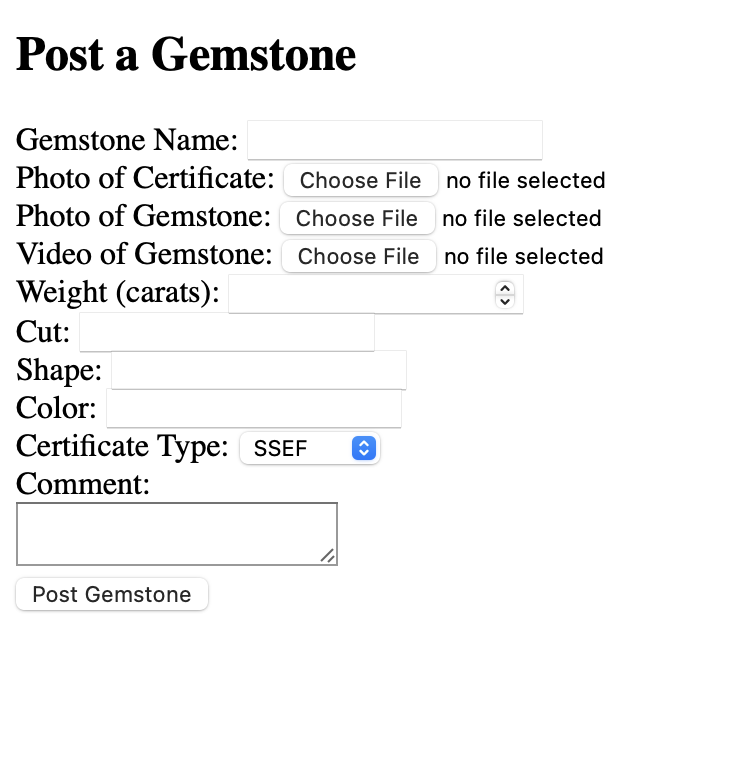 Post a Gemstone
Gemstone Name:
Photo of Certificate: Choose File no file selected
Photo of Gemstone: Choose File no file selected
Video of Gemstone: Choose File no file selected
Weight (carats):
Cut:
Shape:
Color:
Certificate Type: SSEF
Comment:
Post Gemstone